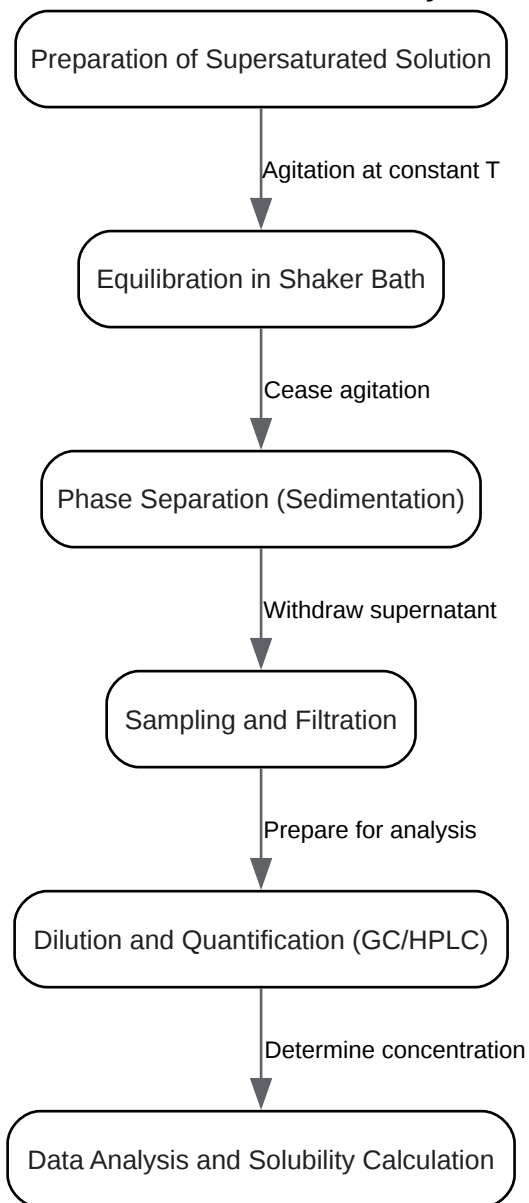 Preparation of Supersaturated Solution
Agitation at constant T
Equilibration in Shaker Bath
Cease agitation
Phase Separation (Sedimentation)
Withdraw supernatant
Sampling and Filtration
Prepare for analysis
Dilution and Quantification (GC/HPLC)
Determine concentration
Data Analysis and Solubility Calculation